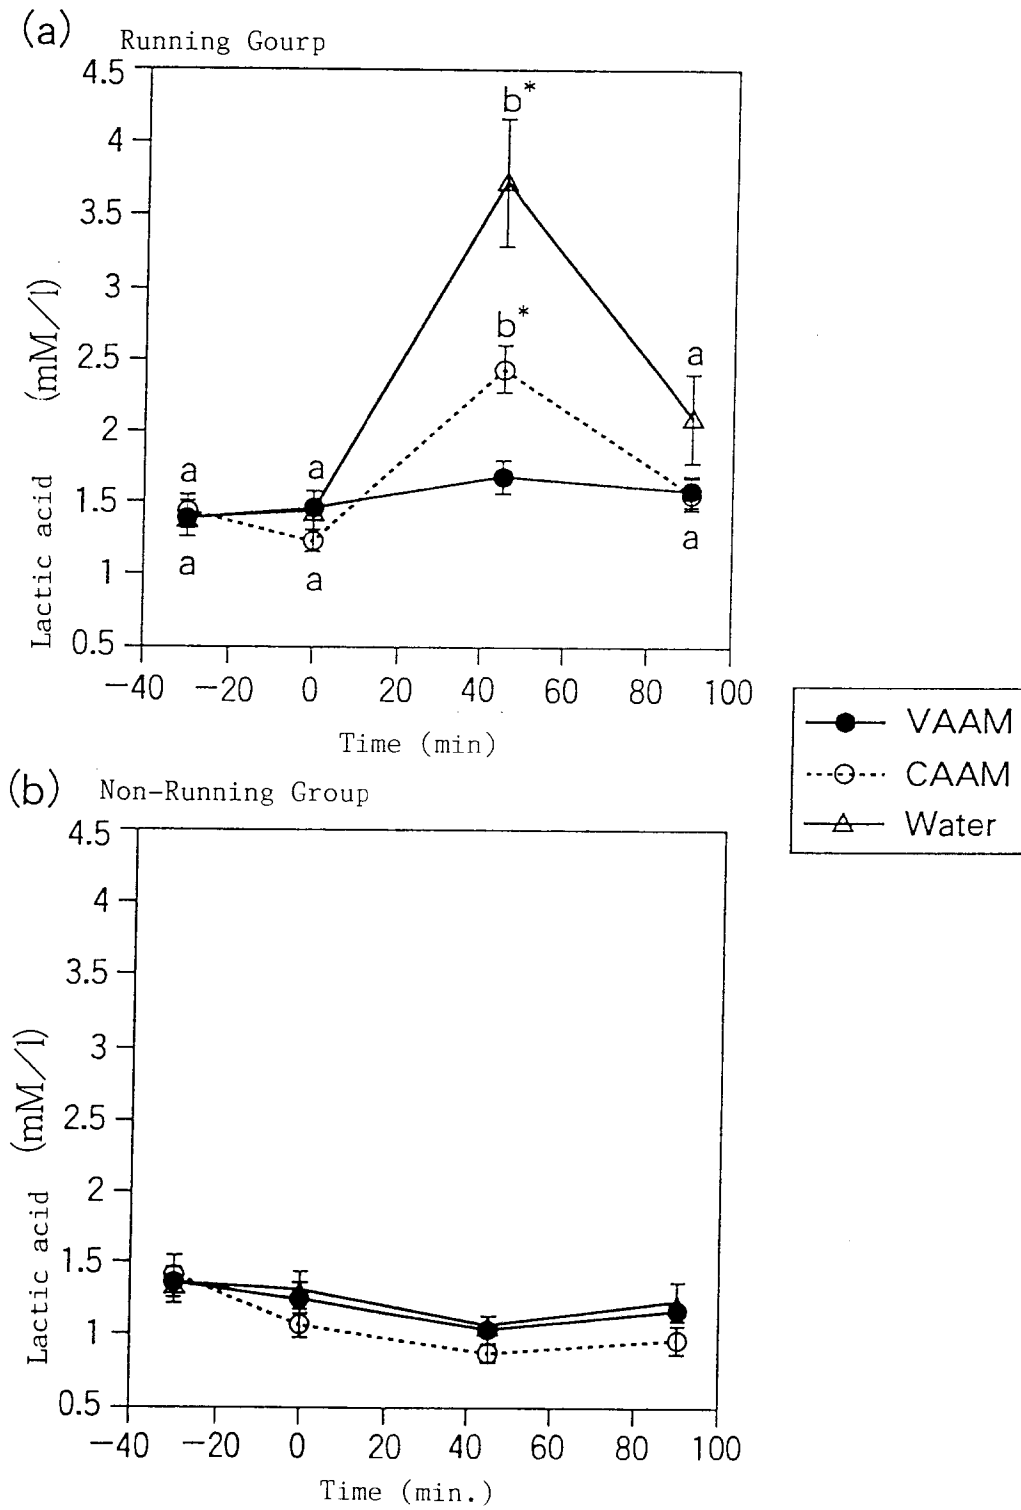 (a) Running Gourp
4.5
4
3.5
3
2.5
2
1.5
1
0.5
Lactic acid (mM/l)
b*
b*
a
a
a
a
a
a
−40 −20 0 20 40 60 80 100
Time (min)
VAAM
CAAM
Water
(b) Non-Running Group
4.5
4
3.5
3
2.5
2
1.5
1
0.5
Lactic acid (mM/l)
−40 −20 0 20 40 60 80 100
Time (min.)